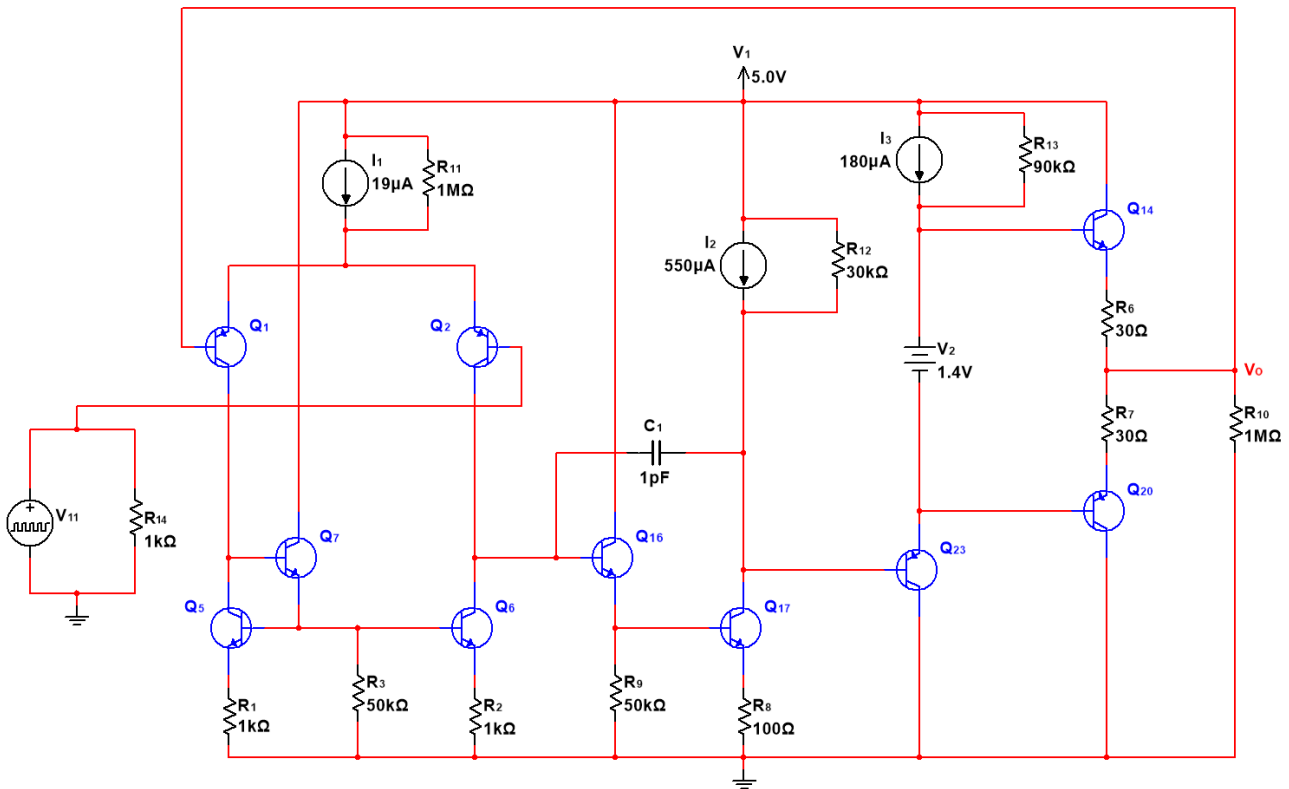 V1
5.0V
I1
19µA
R11
1MΩ
I3
180µA
R13
90kΩ
Q14
I2
550µA
R12
30kΩ
Q1
Q2
R6
30Ω
V2
1.4V
VO
R7
30Ω
R10
1MΩ
C1
1pF
V11
R14
1kΩ
Q7
Q16
Q20
Q23
Q5
Q6
Q17
R1
1kΩ
R3
50kΩ
R2
1kΩ
R9
50kΩ
R8
100Ω